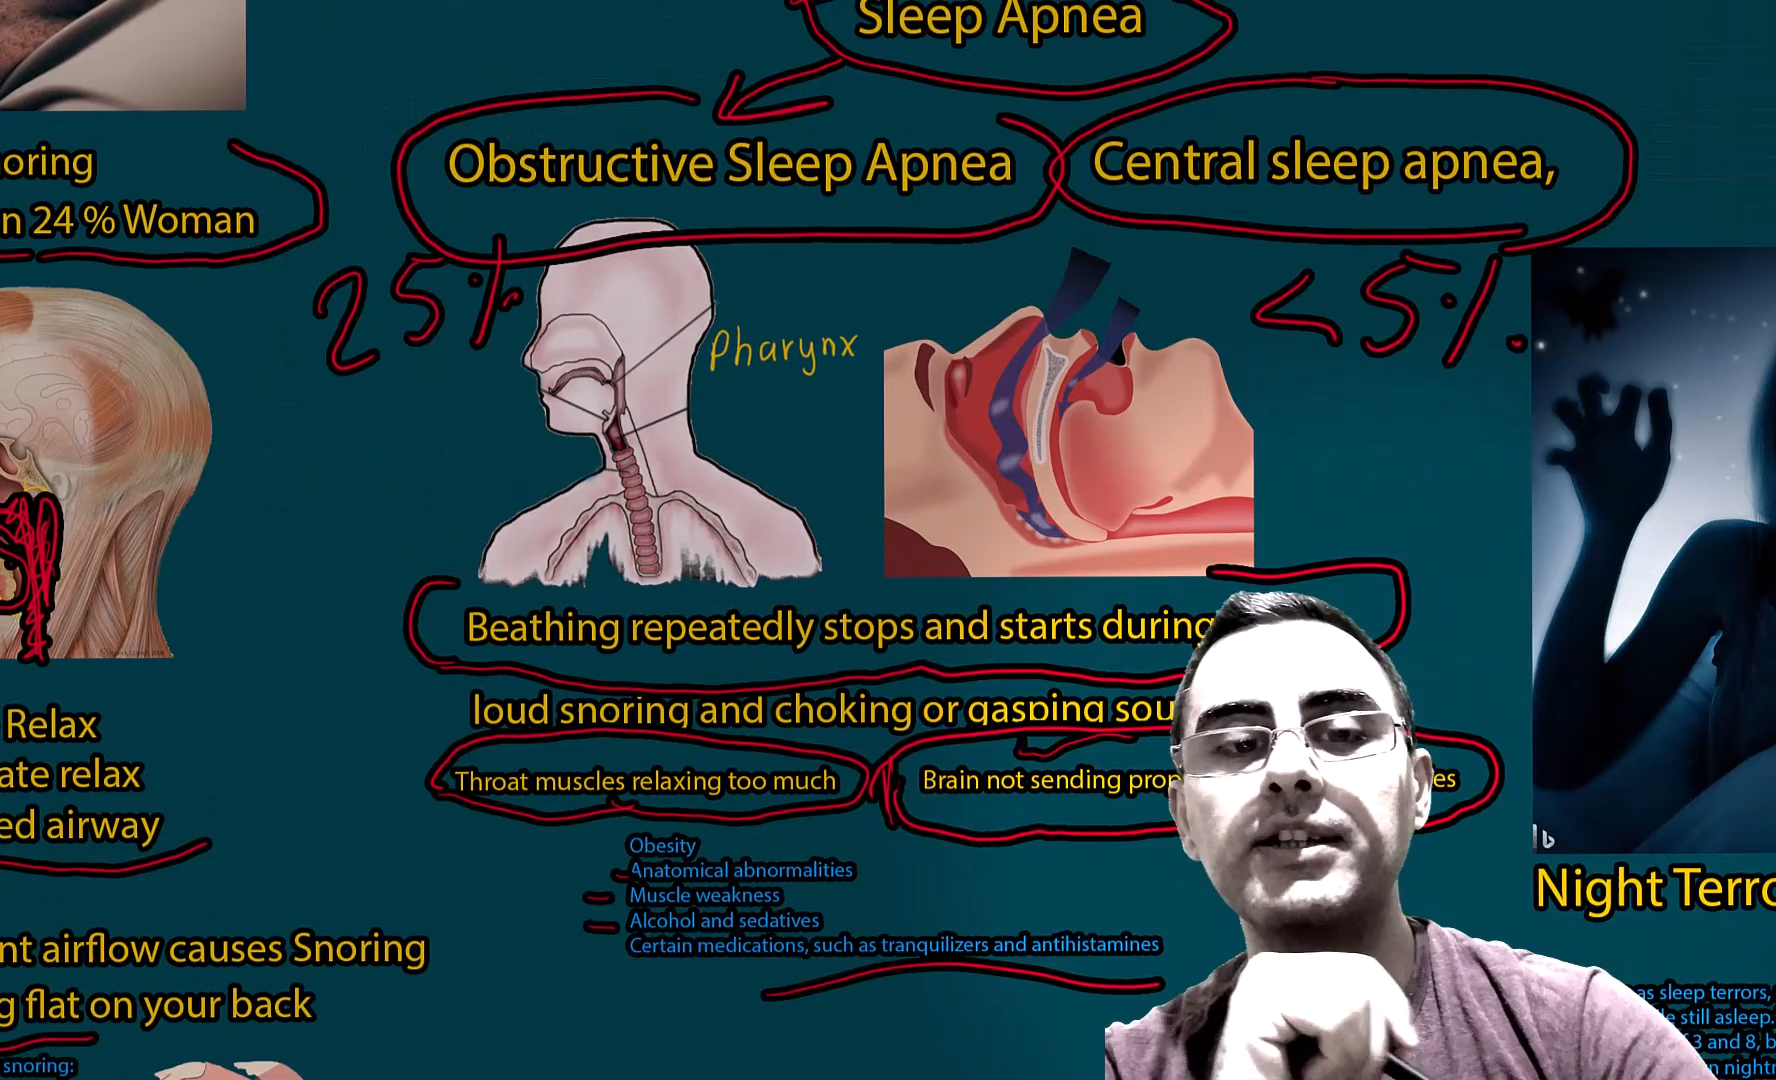 Sleep Apnea
Obstructive Sleep Apnea
Central sleep apnea,
oring
n 24 % Woman
25%
<5%.
Pharynx
Beathing repeatedly stops and starts during
loud snoring and choking or gasping sou
Throat muscles relaxing too much
Brain not sending prop
es
Obesity
Anatomical abnormalities
Muscle weakness
Alcohol and sedatives
Certain medications, such as tranquilizers and antihistamines
Relax
ate relax
ed airway
nt airflow causes Snoring
g flat on your back
snoring:
b
Night Terro
as sleep terrors,
le still asleep.
3 and 8, b
n nightr